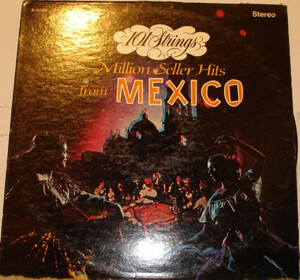 Stereo
101 Strings
Million Seller Hits
from MEXICO